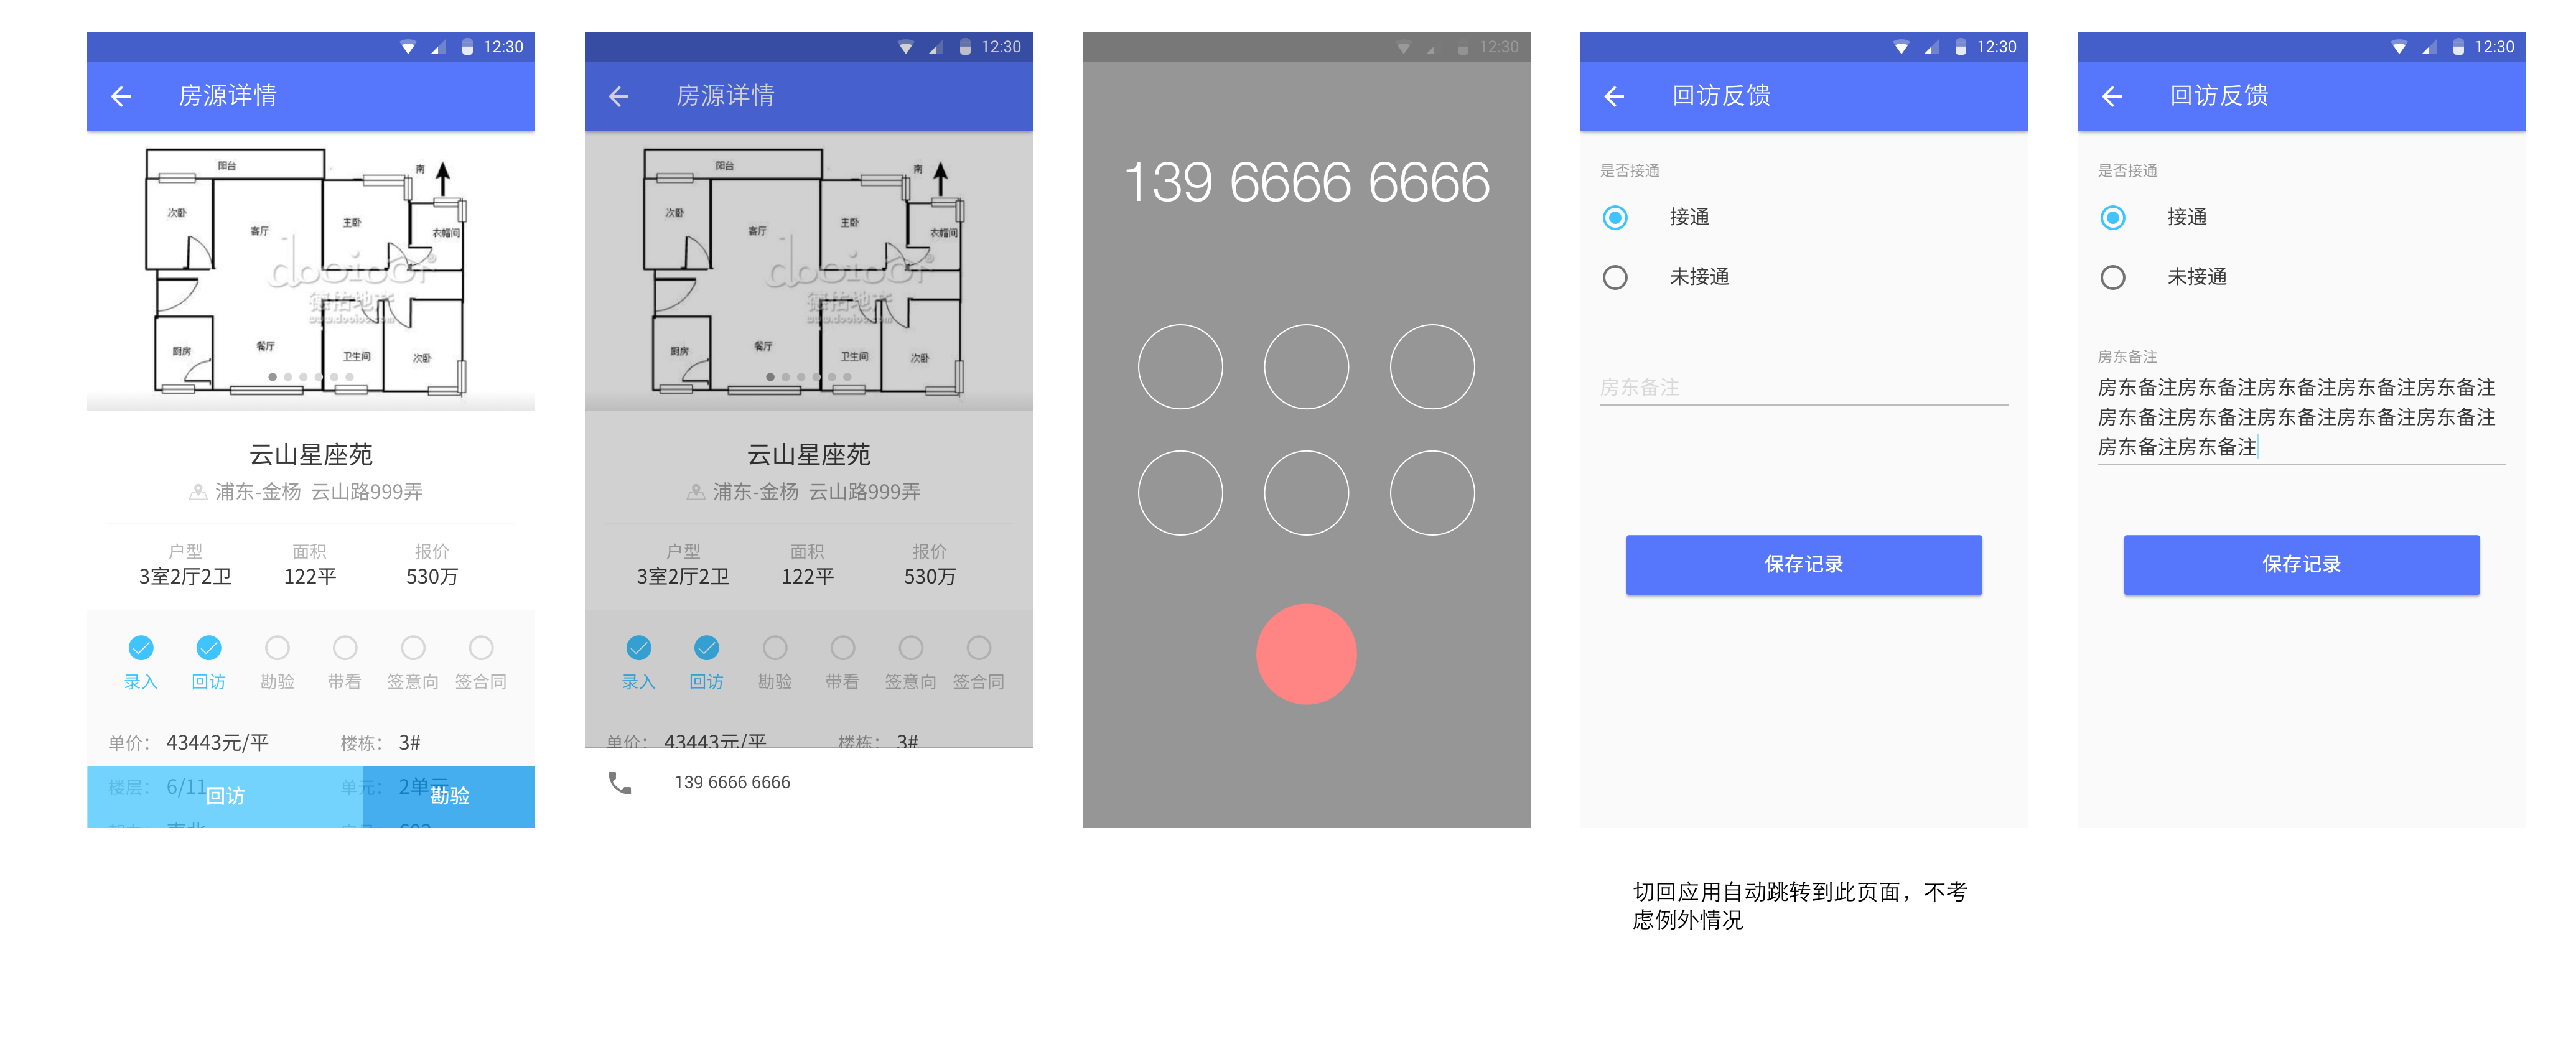 12:30
房源详情
阳台
南
次卧
主卧
客厅
衣帽间
dooioor®
德佑地产
www.dooioo.com
厨房
餐厅
卫生间
次卧
云山星座苑
浦东-金杨 云山路999弄
户型 面积 报价
3室2厅2卫 122平 530万
录入 回访 勘验 带看 签意向 签合同
单价： 43443元/平 楼栋： 3#
楼层： 6/11 单元： 2单元
回访 勘验
12:30
房源详情
阳台
南
次卧
主卧
客厅
衣帽间
dooioor®
德佑地产
www.dooioo.com
厨房
餐厅
卫生间
次卧
云山星座苑
浦东-金杨 云山路999弄
户型 面积 报价
3室2厅2卫 122平 530万
录入 回访 勘验 带看 签意向 签合同
单价： 43443元/平 楼栋： 3#
139 6666 6666
12:30
139 6666 6666
12:30
回访反馈
是否接通
接通
未接通
房东备注
保存记录
切回应用自动跳转到此页面，不考
虑例外情况
12:30
回访反馈
是否接通
接通
未接通
房东备注
房东备注房东备注房东备注房东备注房东备注
房东备注房东备注房东备注房东备注房东备注
房东备注房东备注
保存记录